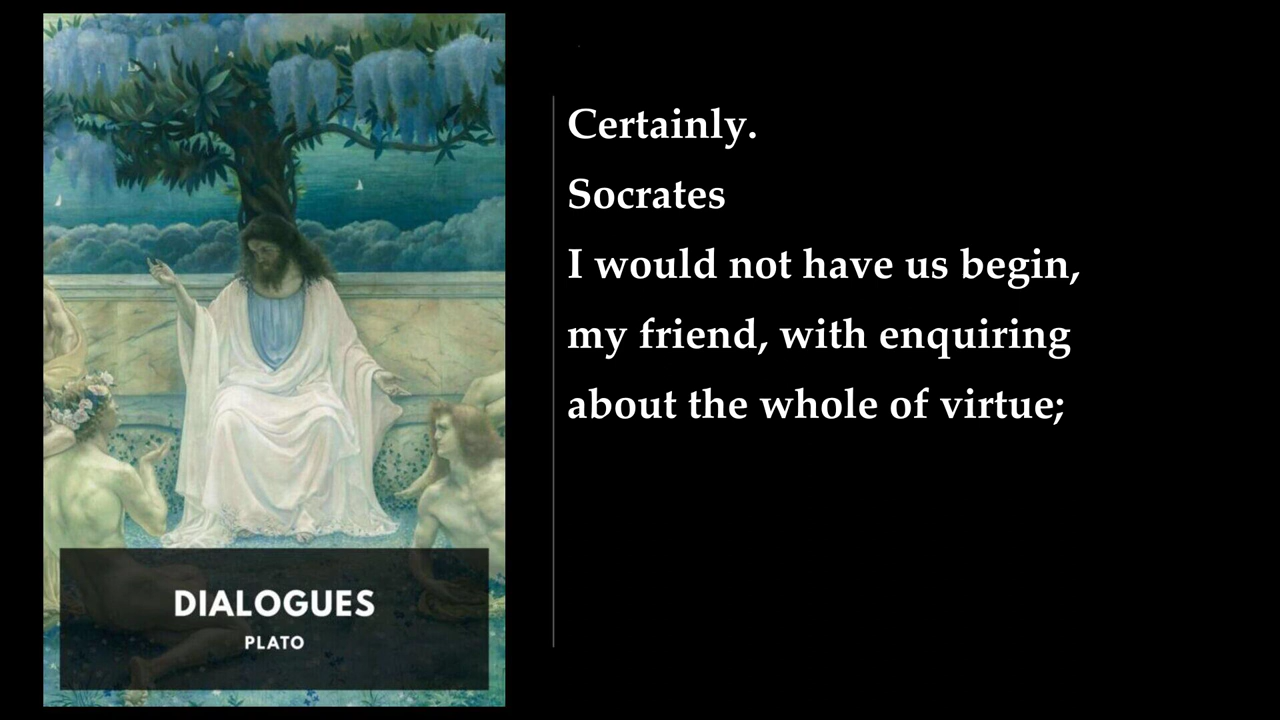 DIALOGUES
PLATO
Certainly.
Socrates
I would not have us begin,
my friend, with enquiring
about the whole of virtue;